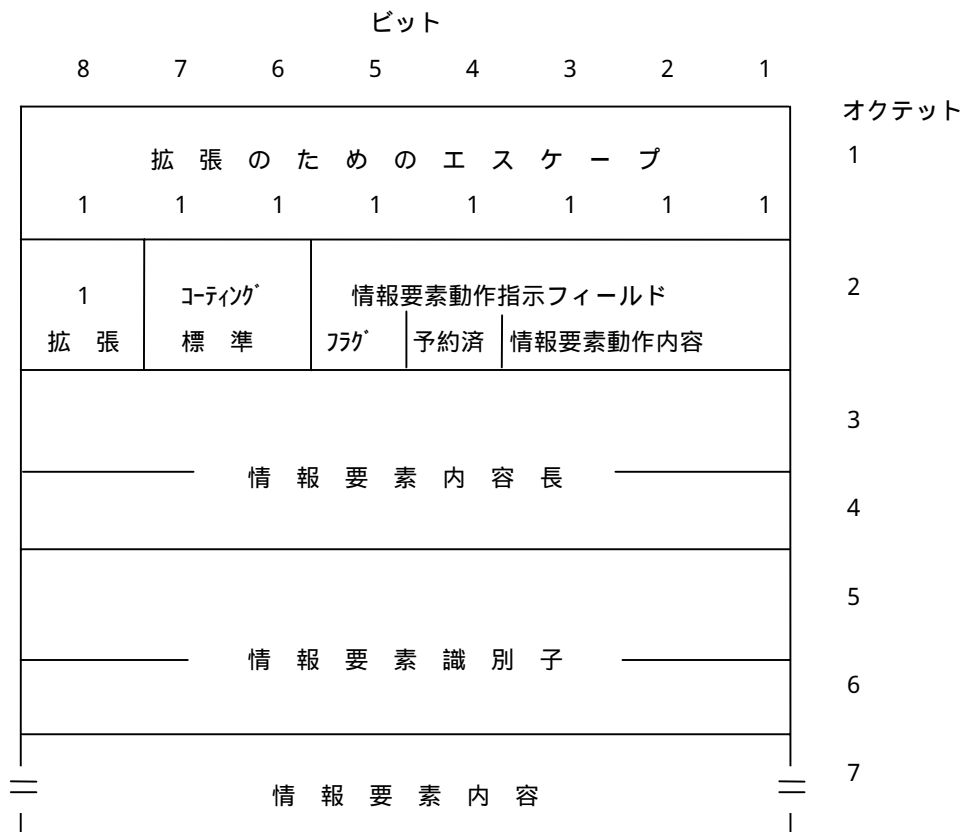 ビット
8 7 6 5 4 3 2 1
オクテット
拡張のためのエスケープ
1
1 1 1 1 1 1 1 1
1 ｺｰﾃｨﾝｸﾞ 情報要素動作指示フィールド
2
拡張 標準 ﾌﾗｸﾞ 予約済 情報要素動作内容
3
情報要素内容長
4
5
情報要素識別子
6
7
情報要素内容